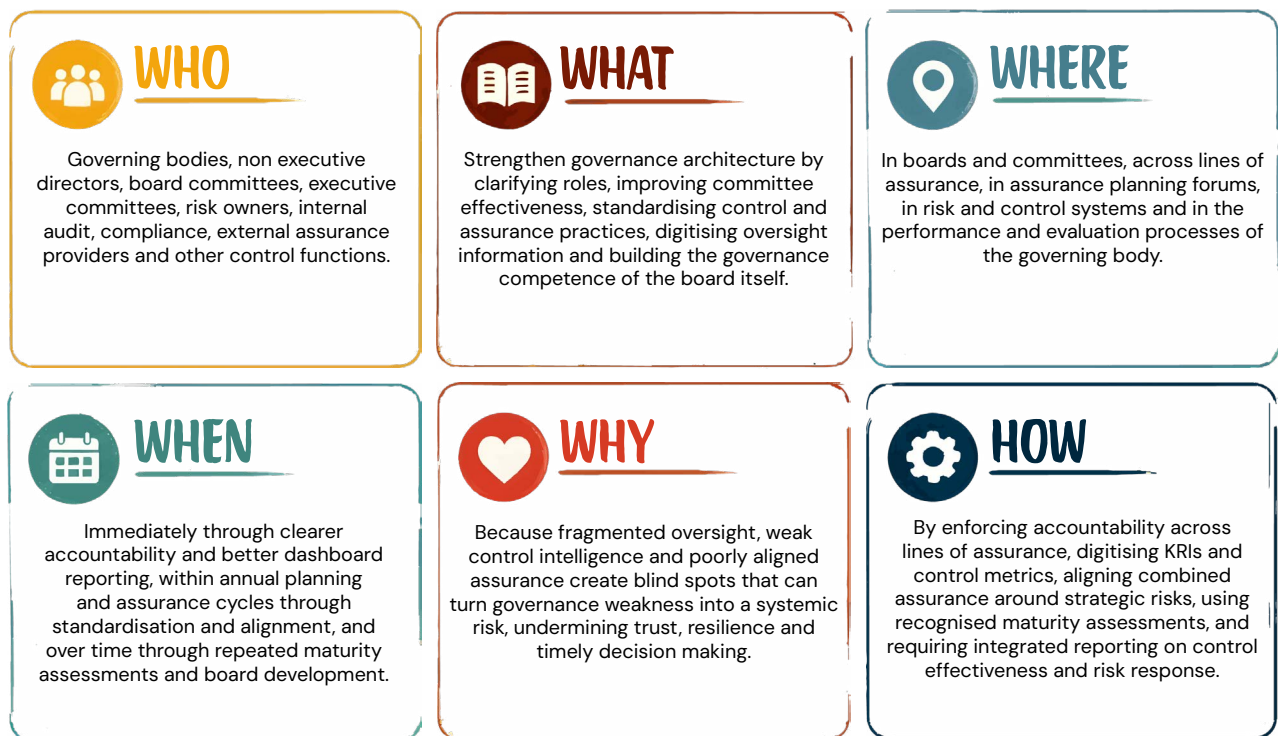 WHO
Governing bodies, non executive
directors, board committees, executive
committees, risk owners, internal
audit, compliance, external assurance
providers and other control functions.
WHAT
Strengthen governance architecture by
clarifying roles, improving committee
effectiveness, standardising control and
assurance practices, digitising oversight
information and building the governance
competence of the board itself.
WHERE
In boards and committees, across lines of
assurance, in assurance planning forums,
in risk and control systems and in the
performance and evaluation processes of
the governing body.
WHEN
Immediately through clearer
accountability and better dashboard
reporting, within annual planning
and assurance cycles through
standardisation and alignment, and
over time through repeated maturity
assessments and board development.
WHY
Because fragmented oversight, weak
control intelligence and poorly aligned
assurance create blind spots that can
turn governance weakness into a systemic
risk, undermining trust, resilience and
timely decision making.
HOW
By enforcing accountability across
lines of assurance, digitising KRIs and
control metrics, aligning combined
assurance around strategic risks, using
recognised maturity assessments, and
requiring integrated reporting on control
effectiveness and risk response.